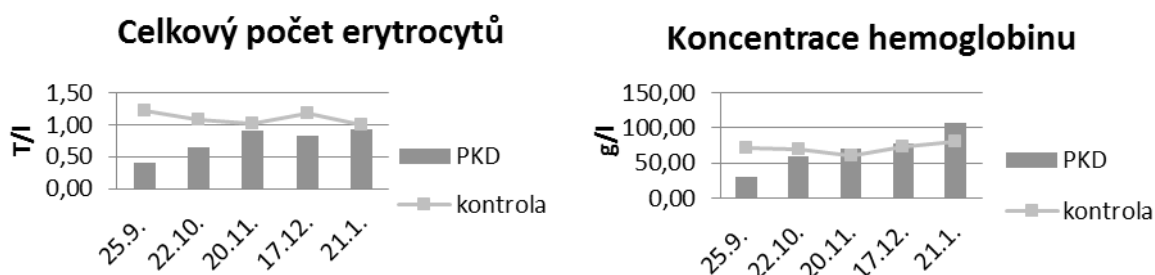 Celkový počet erytrocytů
T/l
1,50
1,00
0,50
0,00
25.9.
22.10.
20.11.
17.12.
21.1.
PKD
kontrola
Koncentrace hemoglobinu
g/l
150,00
100,00
50,00
0,00
25.9.
22.10.
20.11.
17.12.
21.1.
PKD
kontrola